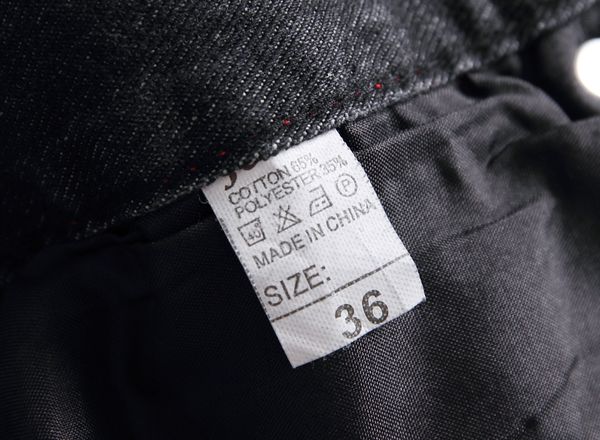 COTTON 65%
POLYESTER 35%
MADE IN CHINA
SIZE:
36